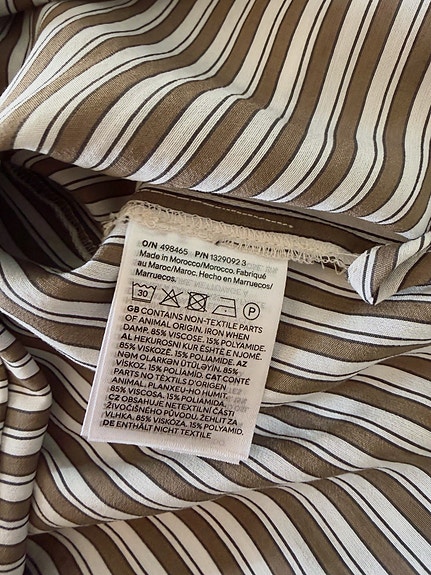 O/N 498465 P/N 1329092 3
Made in Morocco/Morocco. Fabriqué
au Maroc/Maroc. Hecho en Marruecos/
Marruecos.
30 P
GB CONTAINS NON-TEXTILE PARTS
OF ANIMAL ORIGIN. IRON WHEN
DAMP. 85% VISCOSE, 15% POLYAMIDE.
AL HEKUROSNI KUR ËSHTË E NJOMË.
85% VISKOZË, 15% POLIAMIDE. AZ
NƏM OLARKƏN ÜTÜLƏYİN. 85%
VİSKOZ, 15% POLİAMİD. CAT CONTÉ
PARTS NO TÈXTILS D'ORIGEN
ANIMAL. PLANXEU-HO HUMIT.
85% VISCOSA, 15% POLIAMIDA.
CZ OBSAHUJE NETEXTILNÍ ČÁSTI
ŽIVOČIŠNÉHO PŮVODU. ŽEHLIT ZA
VLHKA. 85% VISKÓZA, 15% POLYAMID.
DE ENTHÄLT NICHT TEXTILE